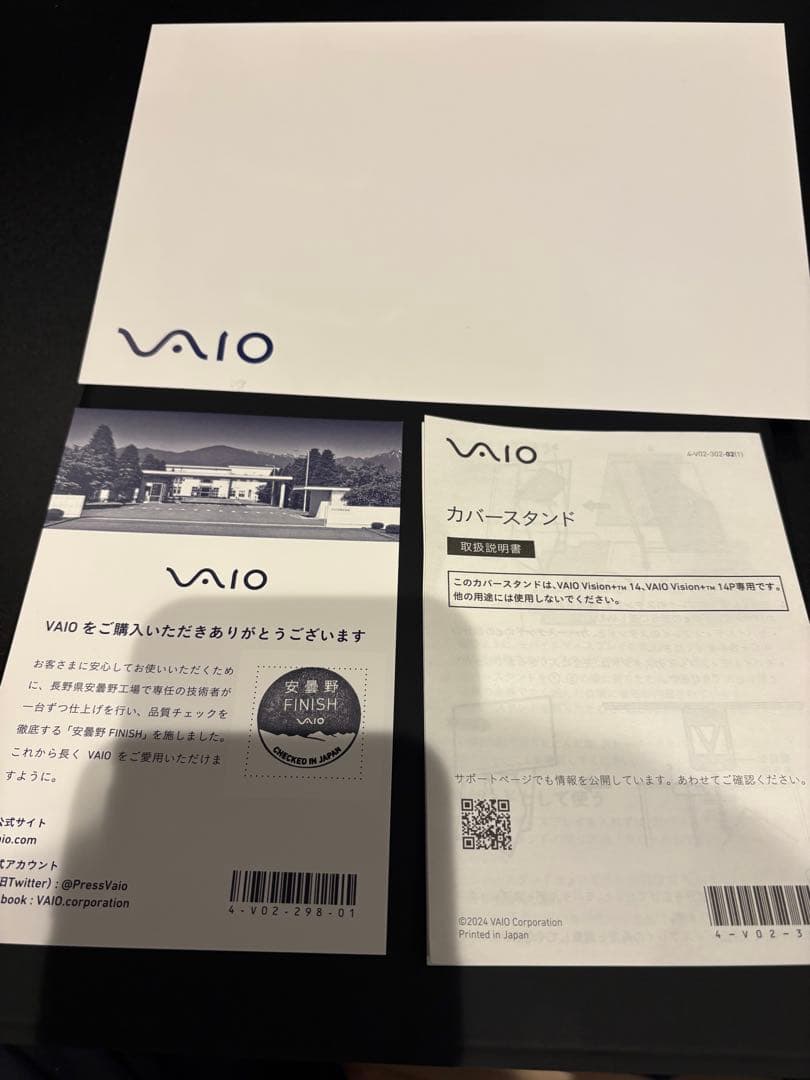 VAIO
VAIO
VAIO をご購入いただきありがとうございます
お客さまに安心してお使いいただくため
に、長野県安曇野工場で専任の技術者が
一台ずつ仕上げを行い、品質チェックを
徹底する「安曇野 FINISH」を施しました。
これから長く VAIO をご愛用いただけま
すように。
安曇野
FINISH
VAIO
CHECKED IN JAPAN
公式サイト
aio.com
式アカウント
旧Twitter) : @PressVaio
book : VAIO.corporation
4-V02-298-01
VAIO
4-V02-302-02(1)
カバースタンド
取扱説明書
このカバースタンドは、VAIO Vision+™ 14、VAIO Vision+™ 14P専用です。
他の用途には使用しないでください。
サポートページでも情報を公開しています。あわせてご確認ください。
©2024 VAIO Corporation
Printed in Japan
4-V02-3